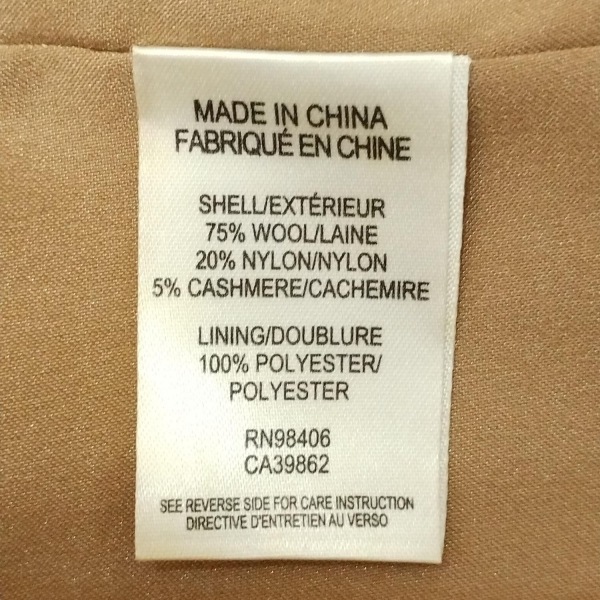 MADE IN CHINA
FABRIQUÉ EN CHINE
SHELL/EXTÉRIEUR
75% WOOL/LAINE
20% NYLON/NYLON
5% CASHMERE/CACHEMIRE
LINING/DOUBLURE
100% POLYESTER/
POLYESTER
RN98406
CA39862
SEE REVERSE SIDE FOR CARE INSTRUCTION
DIRECTIVE D'ENTRETIEN AU VERSO